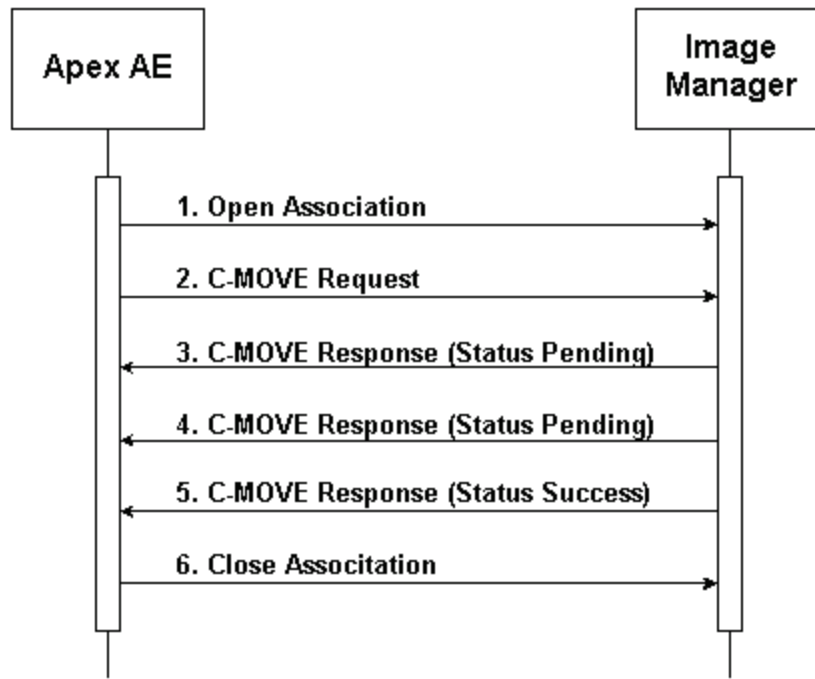 Apex AE
Image
Manager
1. Open Association
2. C-MOVE Request
3. C-MOVE Response (Status Pending)
4. C-MOVE Response (Status Pending)
5. C-MOVE Response (Status Success)
6. Close Associtation